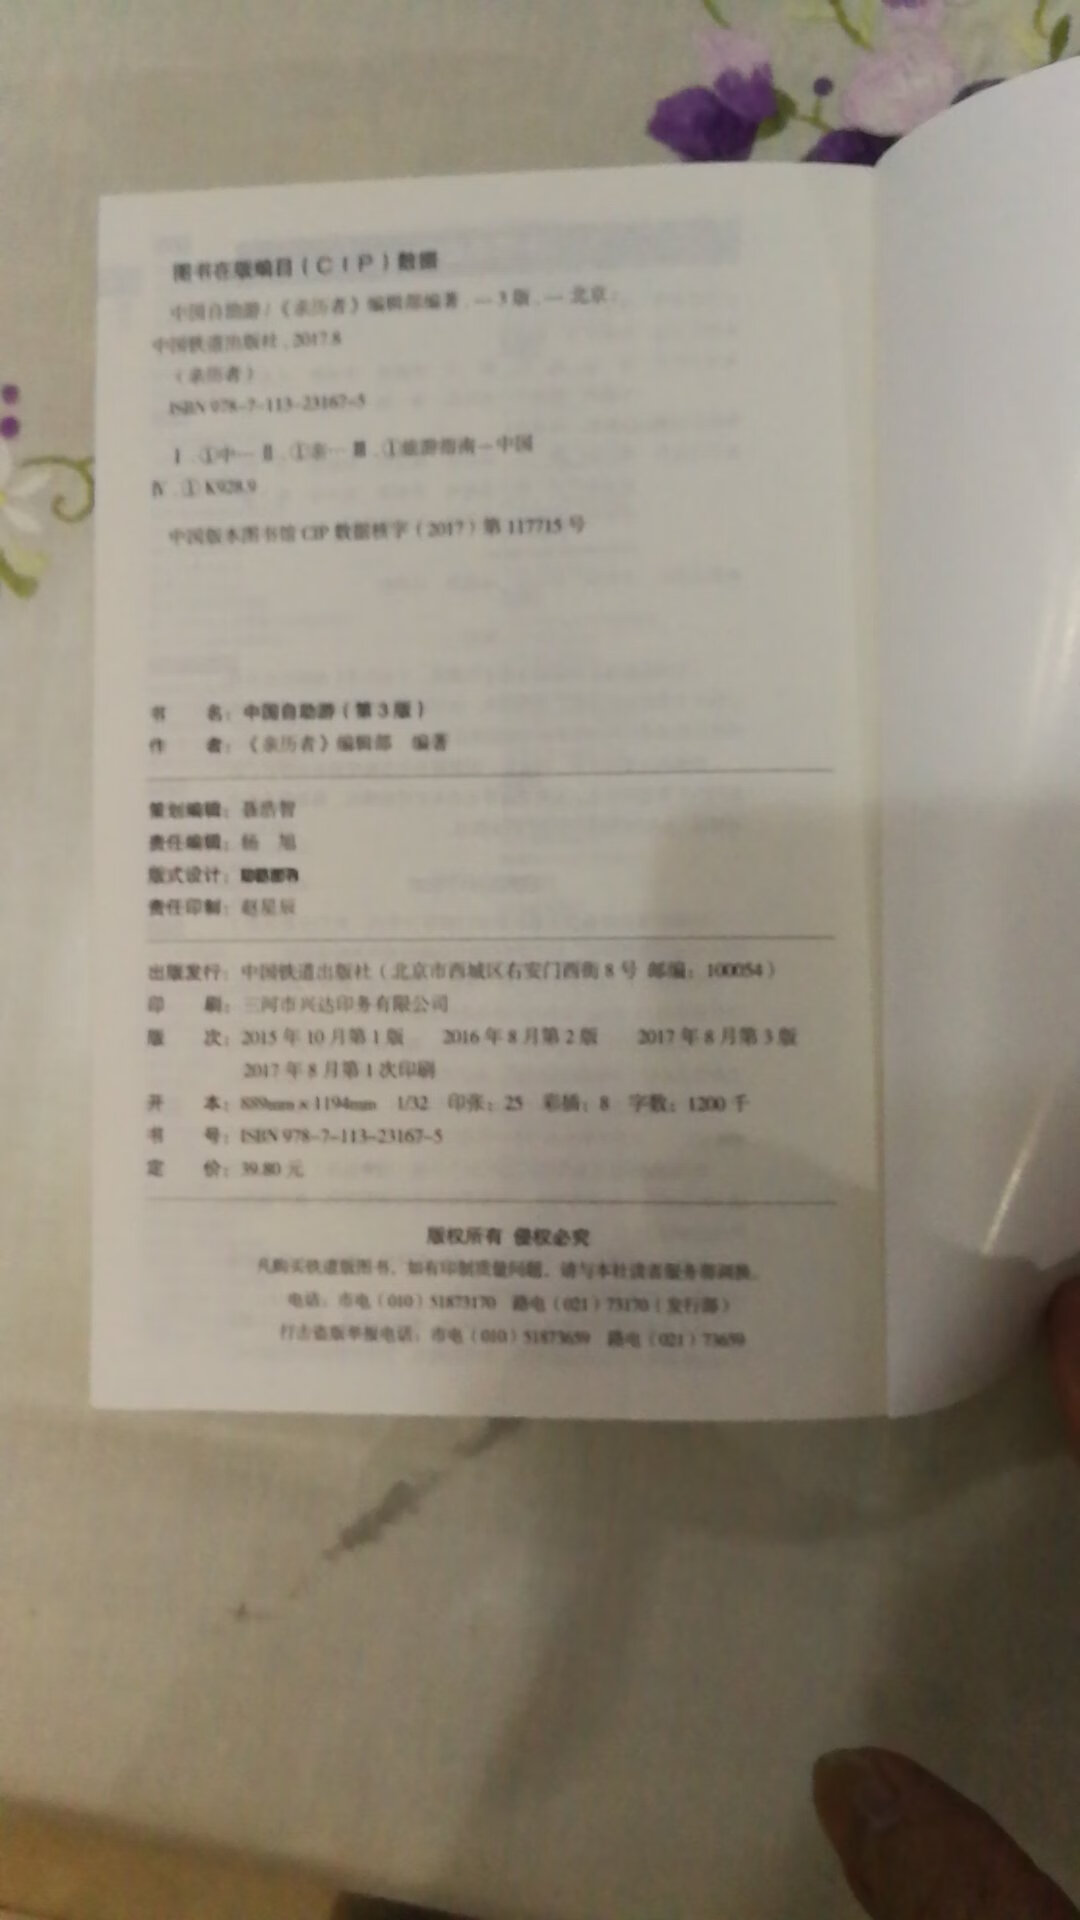 图书在版编目(CIP)数据
中国自助游/《亲历者》编辑部编著.—3版.—北京:
中国铁道出版社,2017.8
(亲历者)
ISBN 978-7-113-23167-5
Ⅰ.①中… Ⅱ.①亲… Ⅲ.①旅游指南-中国
Ⅳ.①K928.9
中国版本图书馆CIP数据核字(2017)第117715号
书 名:中国自助游(第3版)
作 者:《亲历者》编辑部 编著
策划编辑:聂浩智
责任编辑:杨 旭
版式设计:
责任印制:赵星辰
出版发行:中国铁道出版社(北京市西城区右安门西街8号 邮编:100054)
印 刷:三河市兴达印务有限公司
版 次:2015年10月第1版 2016年8月第2版 2017年8月第3版
2017年8月第1次印刷
开 本:889mm×1194mm 1/32 印张:25 彩插:8 字数:1200千
书 号:ISBN 978-7-113-23167-5
定 价:39.80元
版权所有 侵权必究
凡购买铁道版图书,如有印制质量问题,请与本社读者服务部调换。
电话:市电(010)51873170 路电(021)73170(发行部)
打击盗版举报电话:市电(010)51873659 路电(021)73659